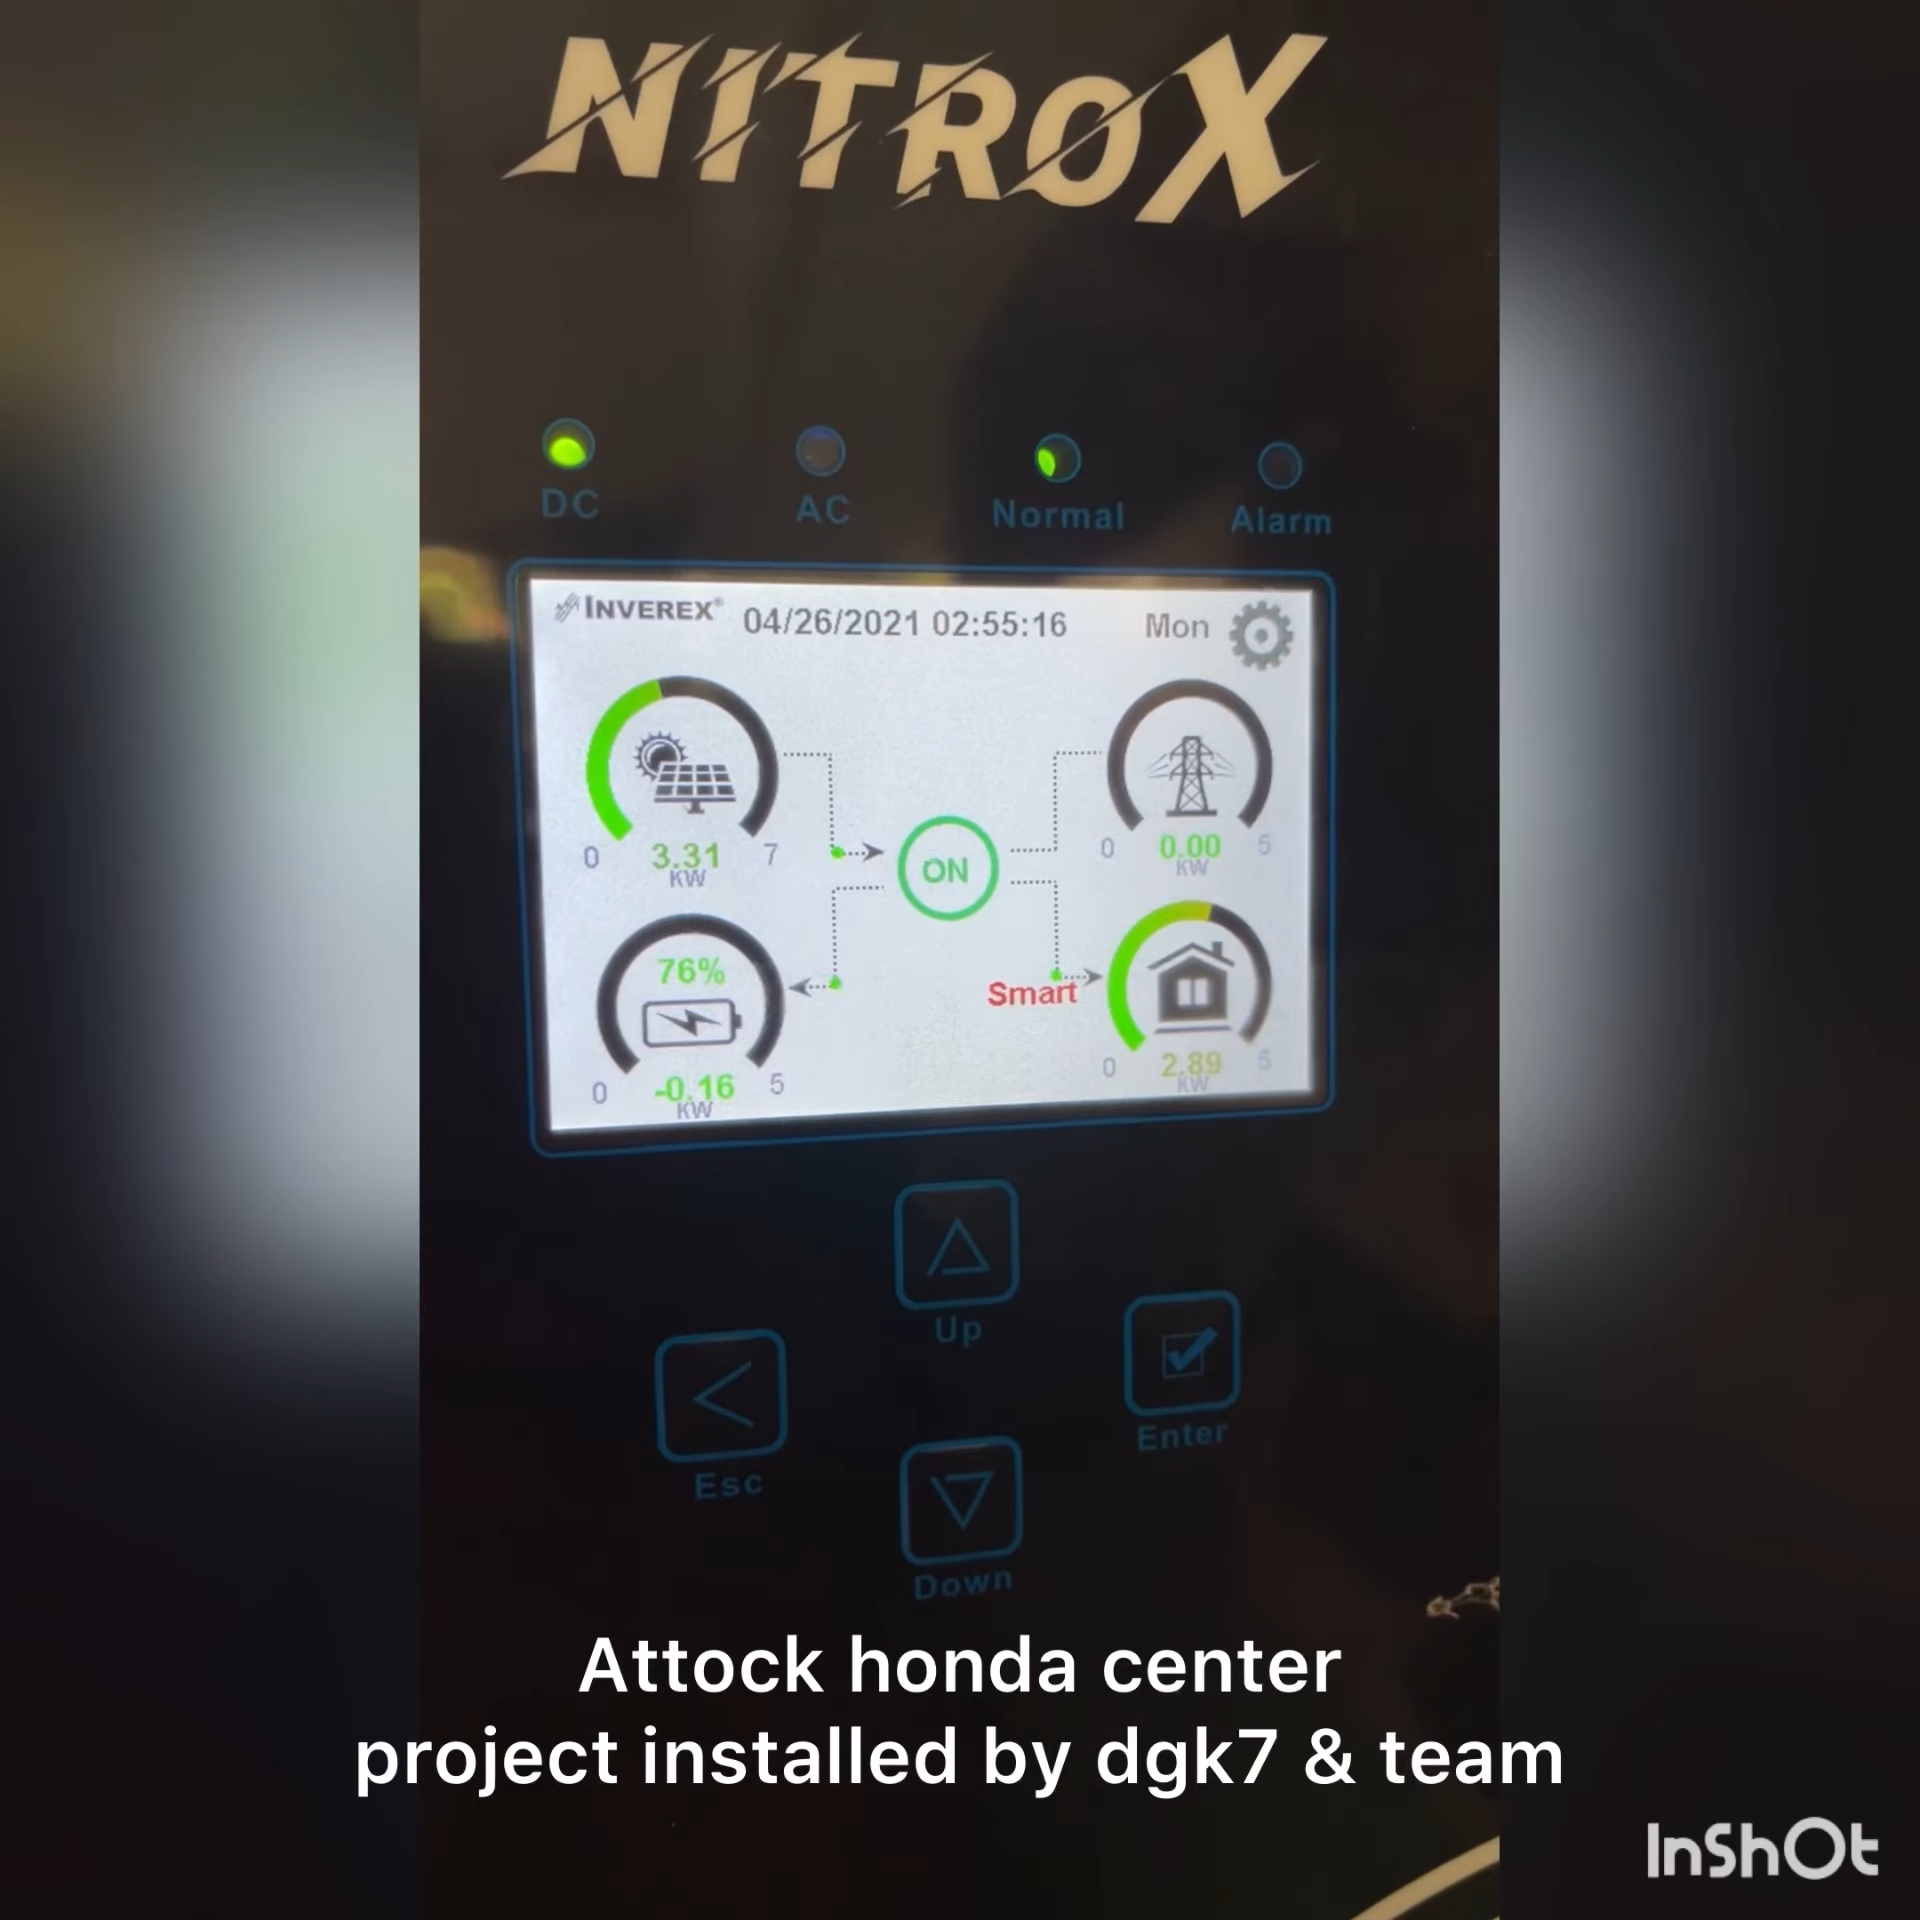 NITROX
DC AC Normal Alarm
INVEREX® 04/26/2021 02:55:16 Mon
0 3.31 7
KW
0 0.00 5
KW
ON
76%
0 -0.16 5
KW
Smart
0 2.89 5
KW
Up
Esc
Enter
Down
Attock honda center
project installed by dgk7 & team
InShOt